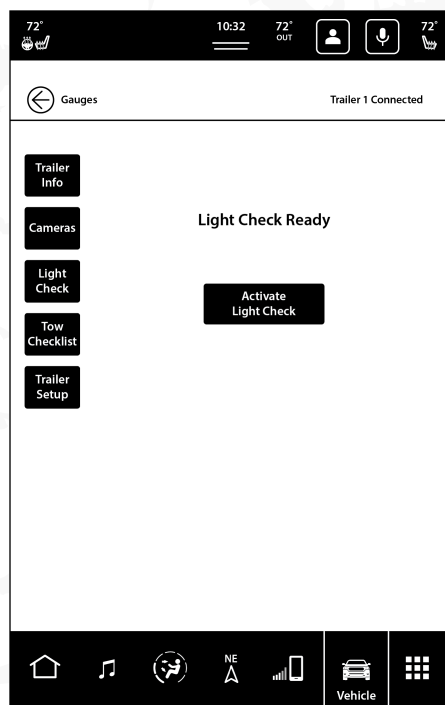 72°
10:32
72°
OUT
72°
Gauges
Trailer 1 Connected
Trailer
Info
Cameras
Light
Check
Tow
Checklist
Trailer
Setup
Light Check Ready
Activate
Light Check
NE
Vehicle